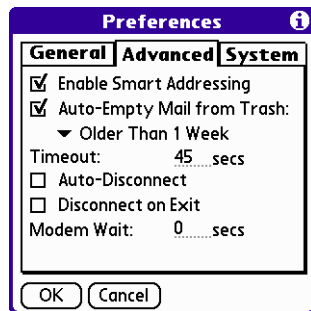 Preferences
General Advanced System
Enable Smart Addressing
Auto-Empty Mail from Trash:
Older Than 1 Week
Timeout: 45 secs
Auto-Disconnect
Disconnect on Exit
Modem Wait: 0 secs
OK Cancel